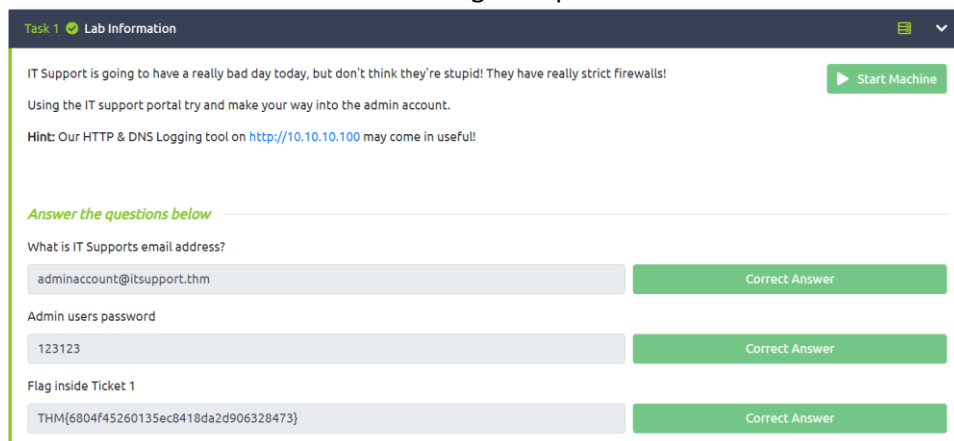 Task 1 Lab Information
IT Support is going to have a really bad day today, but don't think they're stupid! They have really strict firewalls!
Start Machine
Using the IT support portal try and make your way into the admin account.
Hint: Our HTTP & DNS Logging tool on http://10.10.10.100 may come in useful!
Answer the questions below
What is IT Supports email address?
adminaccount@itsupport.thm
Correct Answer
Admin users password
123123
Correct Answer
Flag inside Ticket 1
THM{6804f45260135ec8418da2d906328473}
Correct Answer